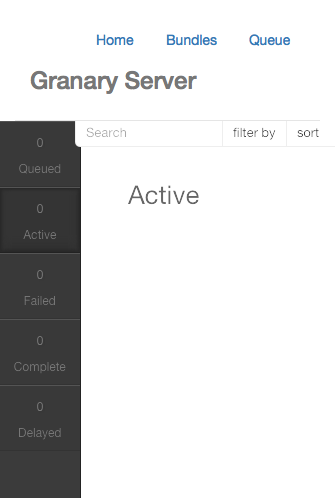 Home Bundles Queue
Granary Server
Search filter by sort
0
Queued
0
Active
0
Failed
0
Complete
0
Delayed
Active